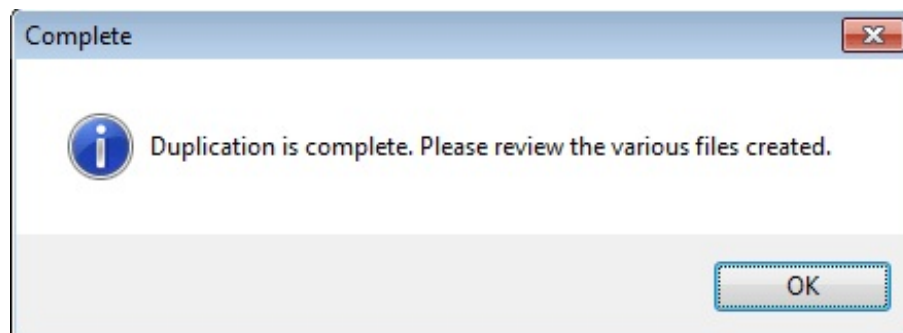 Complete
Duplication is complete. Please review the various files created.
OK